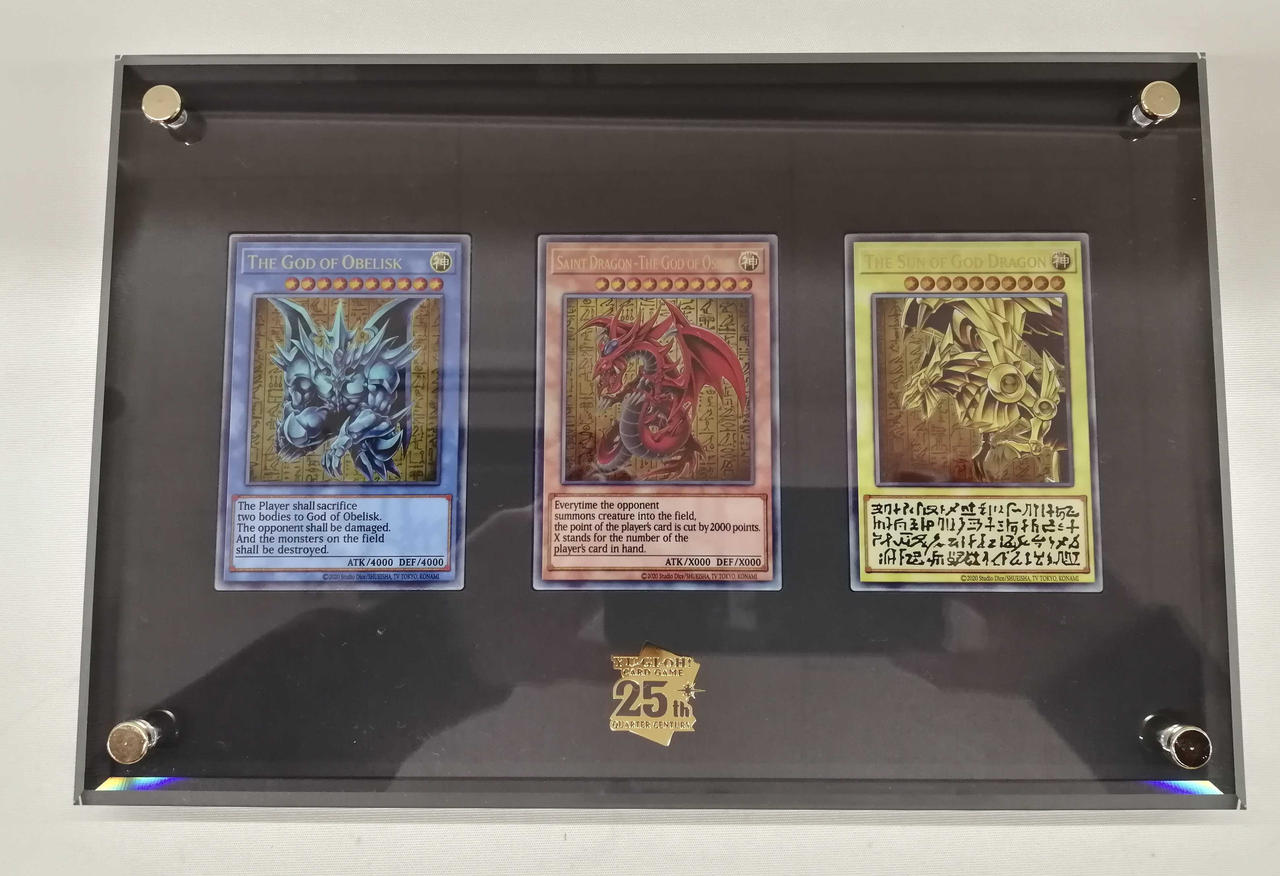 THE GOD OF OBELISK
神
The Player shall sacrifice
two bodies to God of Obelisk.
The opponent shall be damaged.
And the monsters on the field
shall be destroyed.
ATK/4000 DEF/4000
©2020 Studio Dice/SHUEISHA, TV TOKYO, KONAMI
SAINT DRAGON -THE GOD OF
神
Everytime the opponent
summons creature into the field,
the point of the player's card is cut by 2000 points.
X stands for the number of the
player's card in hand.
ATK/X000 DEF/X000
©2020 Studio Dice/SHUEISHA, TV TOKYO, KONAMI
THE SUN OF GOD DRAGON
神
©2020 Studio Dice/SHUEISHA, TV TOKYO, KONAMI
YU-GI-OH!
CARD GAME
25th
QUARTER CENTURY